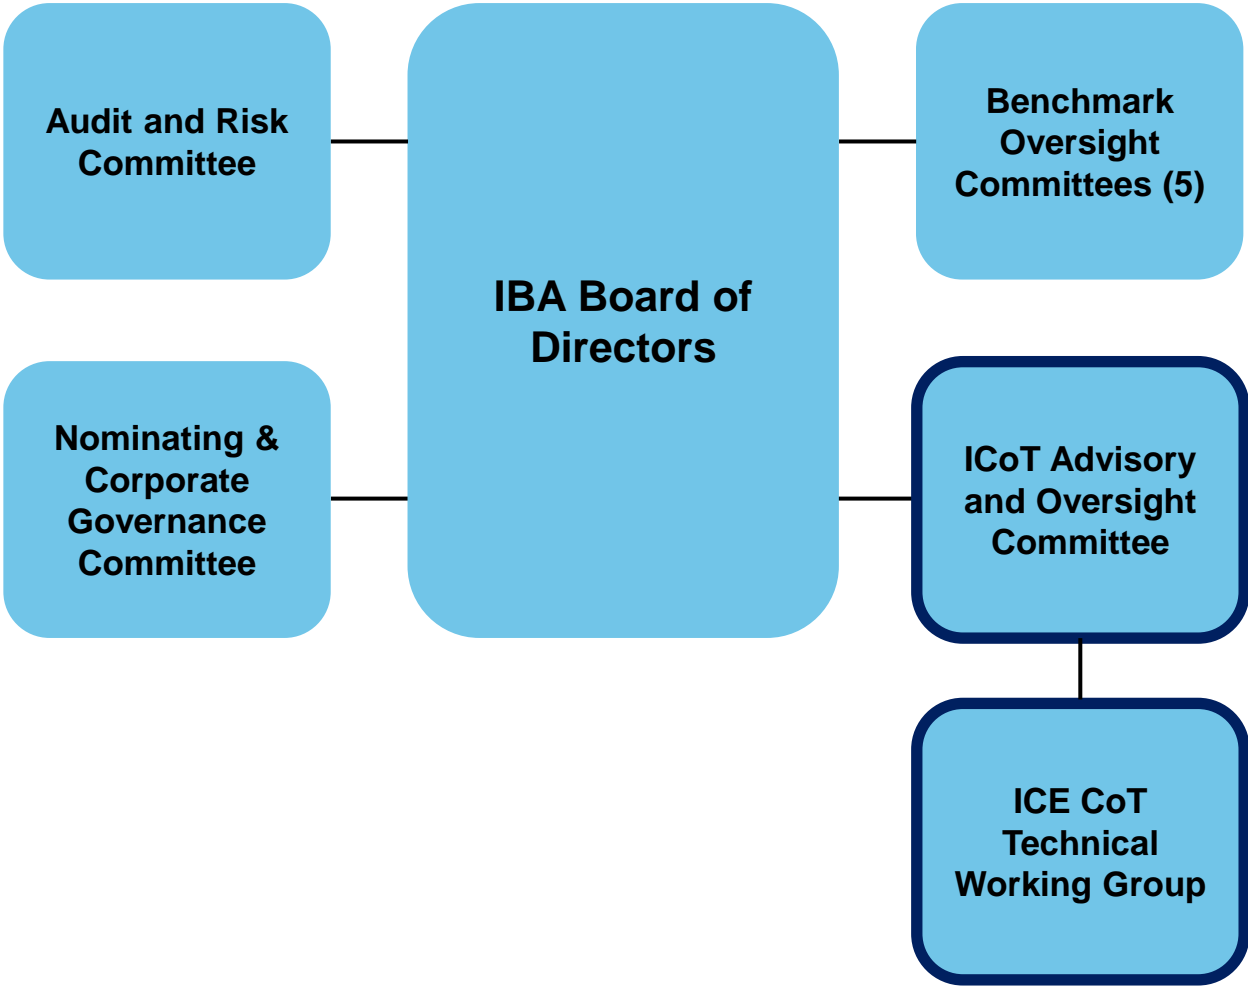 Audit and Risk
Committee
IBA Board of
Directors
Benchmark
Oversight
Committees (5)
Nominating &
Corporate
Governance
Committee
ICoT Advisory
and Oversight
Committee
ICE CoT
Technical
Working Group